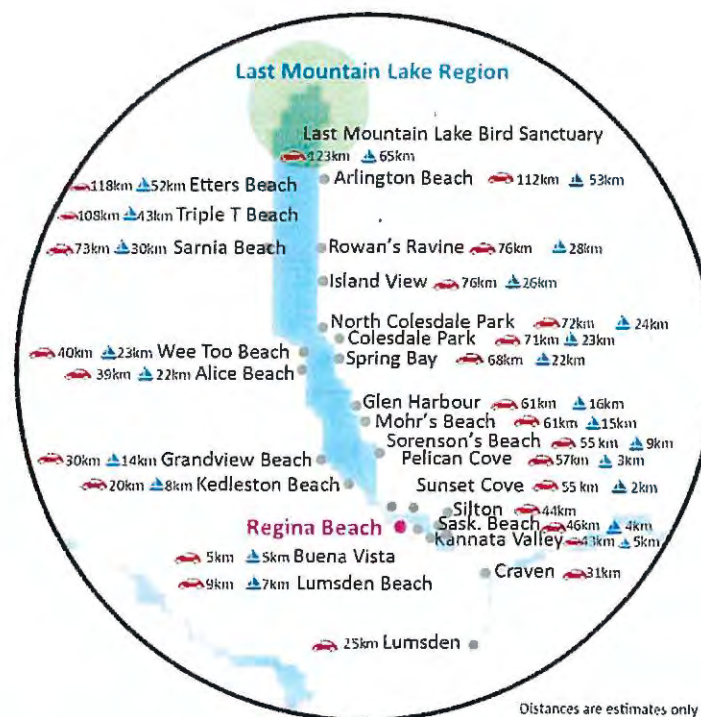 Last Mountain Lake Region
Last Mountain Lake Bird Sanctuary
123km 65km
118km 52km Etters Beach
Arlington Beach 112km 53km
108km 43km Triple T Beach
73km 30km Sarnia Beach
Rowan's Ravine 76km 28km
Island View 76km 26km
North Colesdale Park 72km 24km
Colesdale Park 71km 23km
40km 23km Wee Too Beach
Spring Bay 68km 22km
39km 22km Alice Beach
Glen Harbour 61km 16km
Mohr's Beach 61km 15km
Sorenson's Beach 55 km 9km
30km 14km Grandview Beach
Pelican Cove 57km 3km
20km 8km Kedleston Beach
Sunset Cove 55 km 2km
Silton 44km
Regina Beach
Sask. Beach 46km 4km
Kannata Valley 43km 5km
5km 5km Buena Vista
Craven 31km
9km 7km Lumsden Beach
25km Lumsden
Distances are estimates only